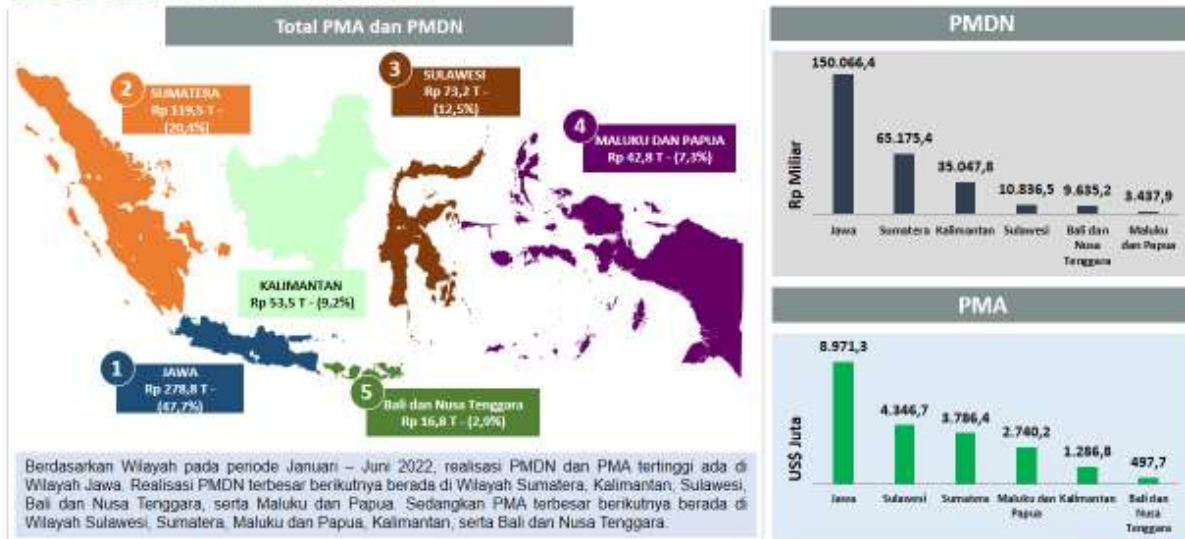 Total PMA dan PMDN
2
SUMATERA
Rp 119,5 T -
(20,4%)
3
SULAWESI
Rp 73,2 T -
(12,5%)
4
MALUKU DAN PAPUA
Rp 42,8 T - (7,3%)
KALIMANTAN
Rp 53,5 T - (9,2%)
1
JAWA
Rp 278,8 T -
(47,7%)
5
Bali dan Nusa Tenggara
Rp 16,8 T - (2,9%)
Berdasarkan Wilayah pada periode Januari – Juni 2022, realisasi PMDN dan PMA tertinggi ada di
Wilayah Jawa. Realisasi PMDN terbesar berikutnya berada di Wilayah Sumatera, Kalimantan, Sulawesi,
Bali dan Nusa Tenggara, serta Maluku dan Papua. Sedangkan PMA terbesar berikutnya berada di
Wilayah Sulawesi, Sumatera, Maluku dan Papua, Kalimantan, serta Bali dan Nusa Tenggara.
PMDN
Rp Miliar
150.066,4
65.175,4
35.047,8
10.836,5
9.635,2
3.437,9
Jawa
Sumatera
Kalimantan
Sulawesi
Bali dan
Nusa
Tenggara
Maluku
dan Papua
PMA
US$ Juta
8.971,3
4.346,7
3.786,4
2.740,2
1.286,8
497,7
Jawa
Sulawesi
Sumatera
Maluku dan
Papua
Kalimantan
Bali dan
Nusa
Tenggara